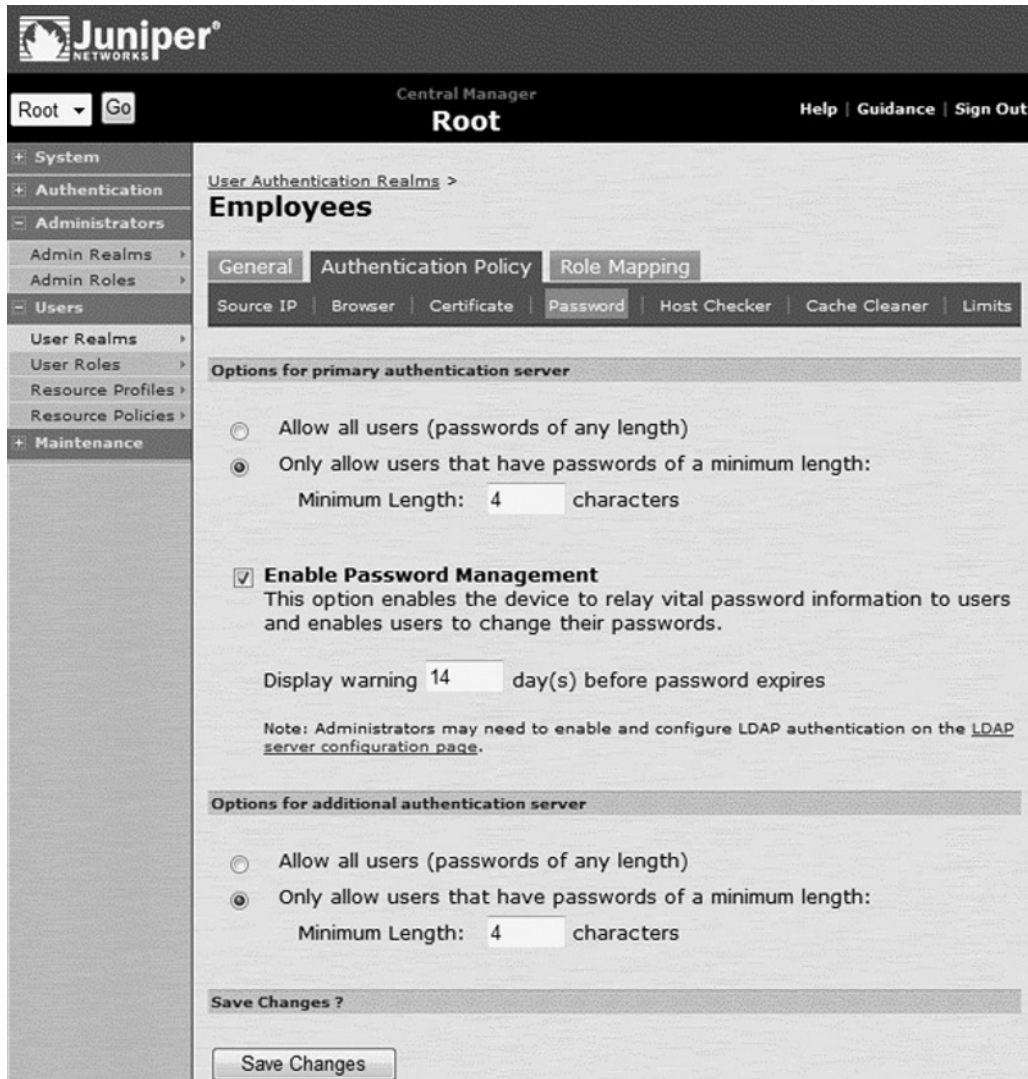 Juniper®
NETWORKS
Root Go
Central Manager
Root
Help | Guidance | Sign Out
System
Authentication
Administrators
Admin Realms
Admin Roles
Users
User Realms
User Roles
Resource Profiles
Resource Policies
Maintenance
User Authentication Realms >
Employees
General Authentication Policy Role Mapping
Source IP | Browser | Certificate | Password | Host Checker | Cache Cleaner | Limits
Options for primary authentication server
Allow all users (passwords of any length)
Only allow users that have passwords of a minimum length:
Minimum Length: 4 characters
Enable Password Management
This option enables the device to relay vital password information to users
and enables users to change their passwords.
Display warning 14 day(s) before password expires
Note: Administrators may need to enable and configure LDAP authentication on the LDAP
server configuration page.
Options for additional authentication server
Allow all users (passwords of any length)
Only allow users that have passwords of a minimum length:
Minimum Length: 4 characters
Save Changes ?
Save Changes